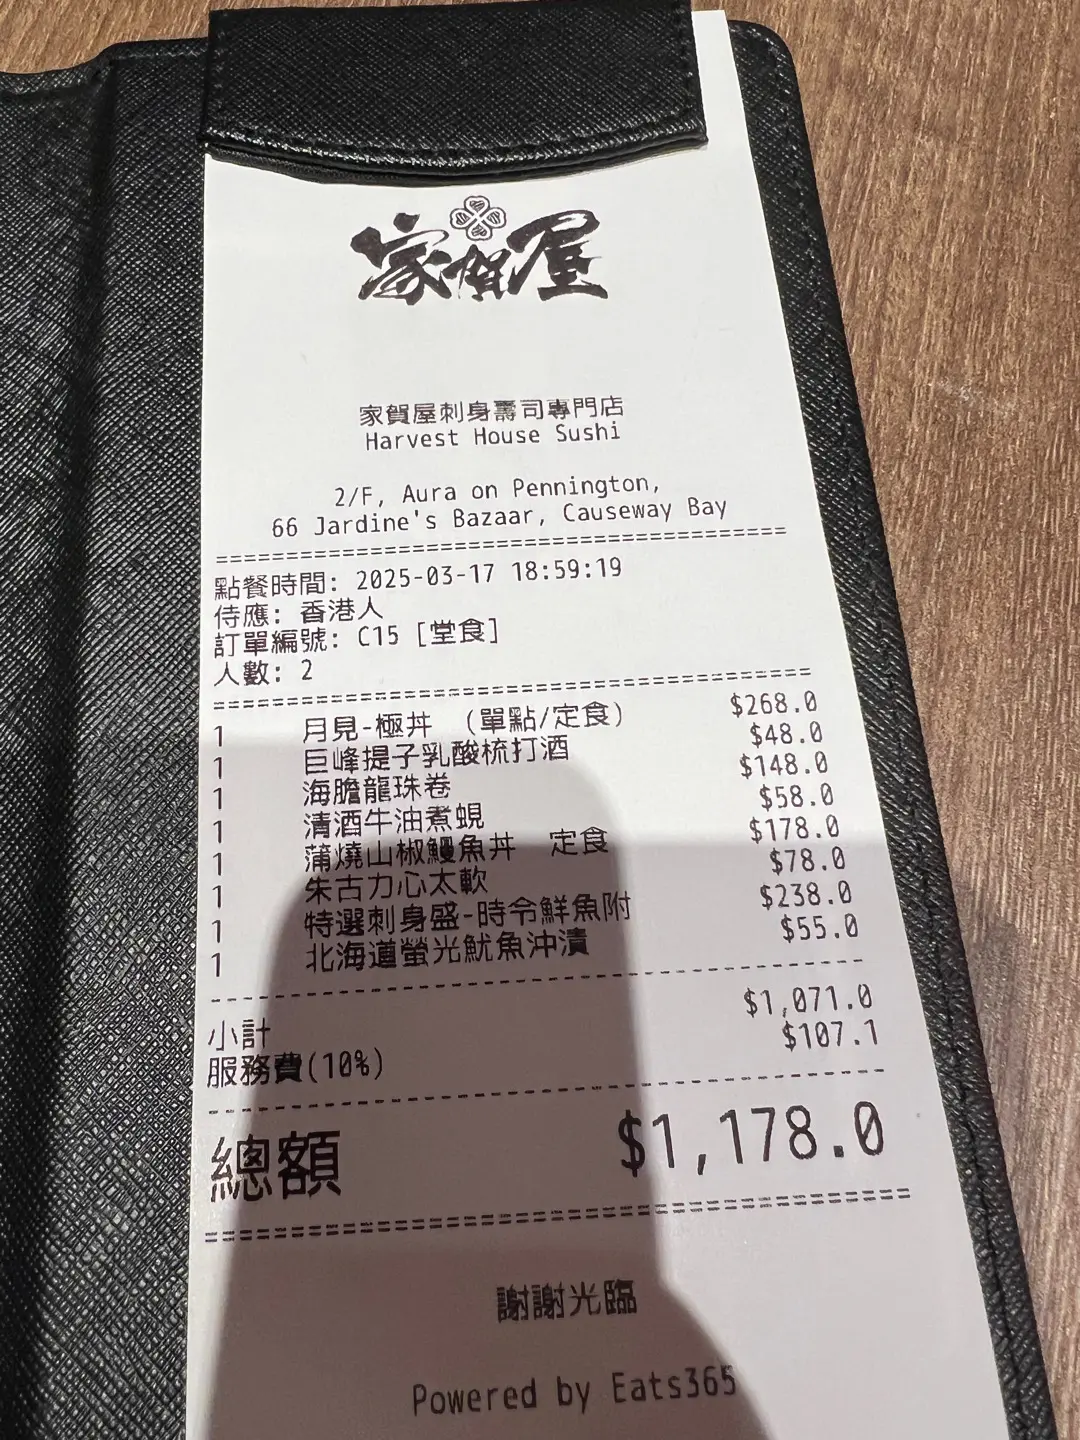 家賀屋
家賀屋刺身壽司專門店
Harvest House Sushi
2/F, Aura on Pennington,
66 Jardine's Bazaar, Causeway Bay
======================================
點餐時間: 2025-03-17 18:59:19
侍應: 香港人
訂單編號: C15 [堂食]
人數: 2
======================================
1 月見-極丼 (單點/定食) $268.0
1 巨峰提子乳酸梳打酒 $48.0
1 海膽龍珠卷 $148.0
1 清酒牛油煮蜆 $58.0
1 蒲燒山椒鰻魚丼 定食 $178.0
1 朱古力心太軟 $78.0
1 特選刺身盛-時令鮮魚附 $238.0
1 北海道螢光魷魚沖漬 $55.0
--------------------------------------
小計 $1,071.0
服務費(10%) $107.1
--------------------------------------
總額 $1,178.0
======================================
謝謝光臨
Powered by Eats365